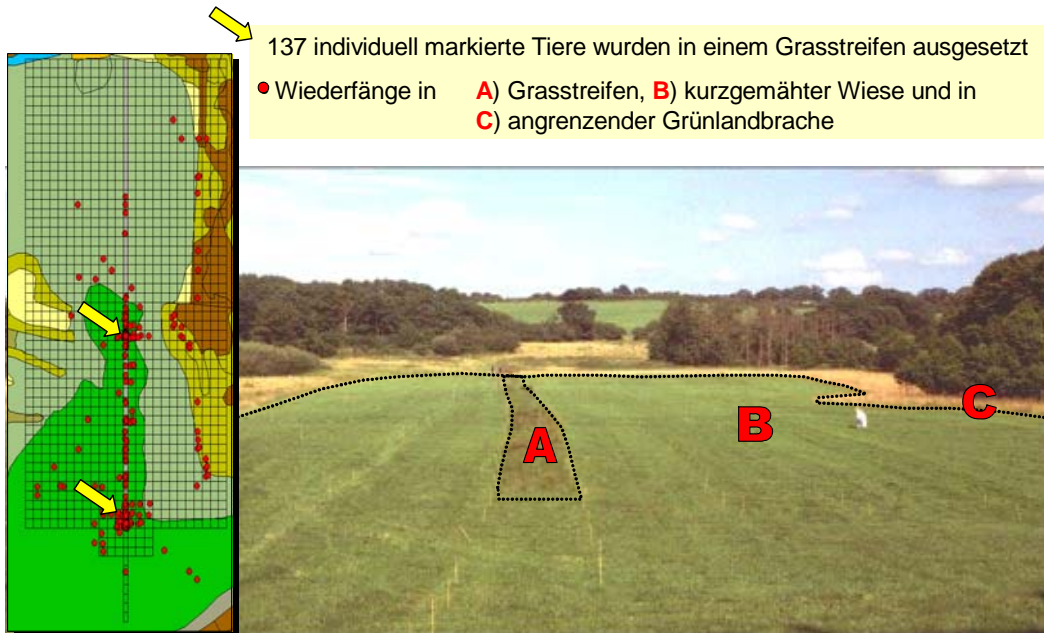 137 individuell markierte Tiere wurden in einem Grasstreifen ausgesetzt
Wiederfänge in A) Grasstreifen, B) kurzgemähter Wiese und in
C) angrenzender Grünlandbrache
A
B
C